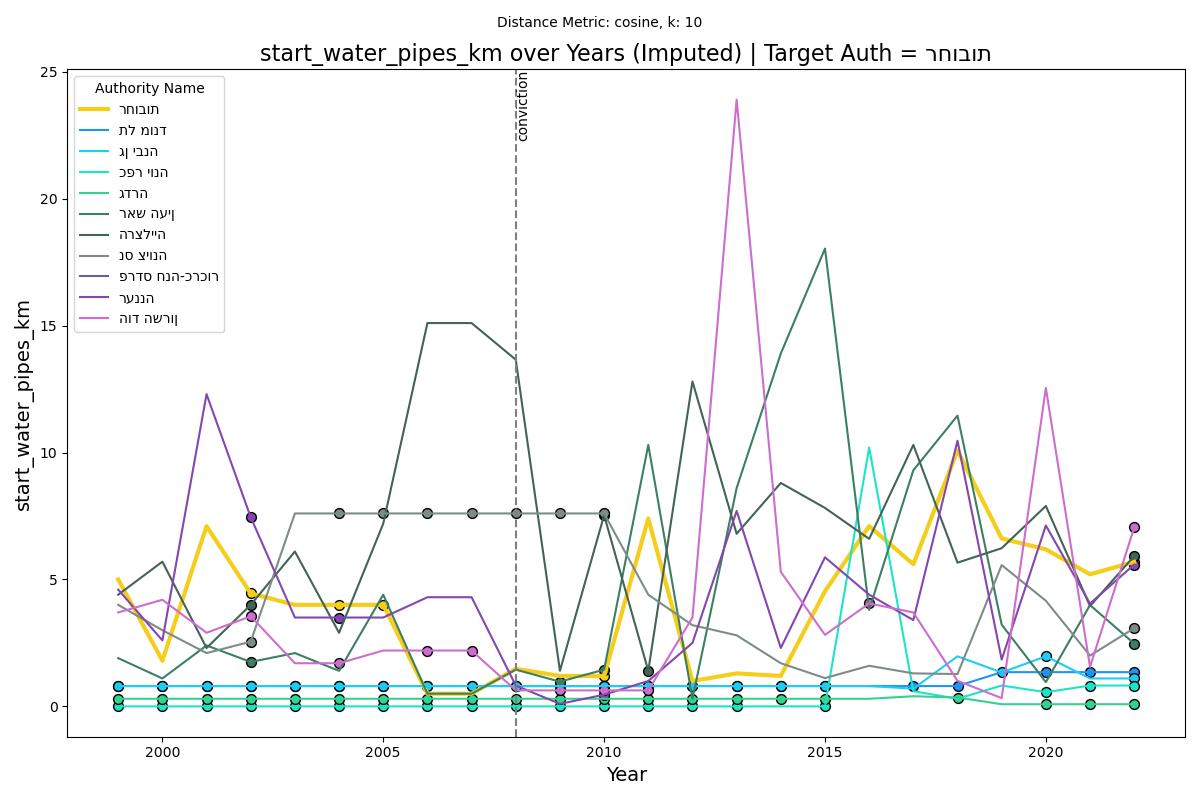 Distance Metric: cosine, k: 10
start_water_pipes_km over Years (Imputed) | Target Auth = רחובות
Authority Name
רחובות
תל מונד
גן יבנה
כפר יונה
גדרה
ראש העין
הרצלייה
נס ציונה
פרדס חנה-כרכור
רעננה
הוד השרון
conviction
25
20
15
10
5
0
start_water_pipes_km
2000
2005
2010
2015
2020
Year